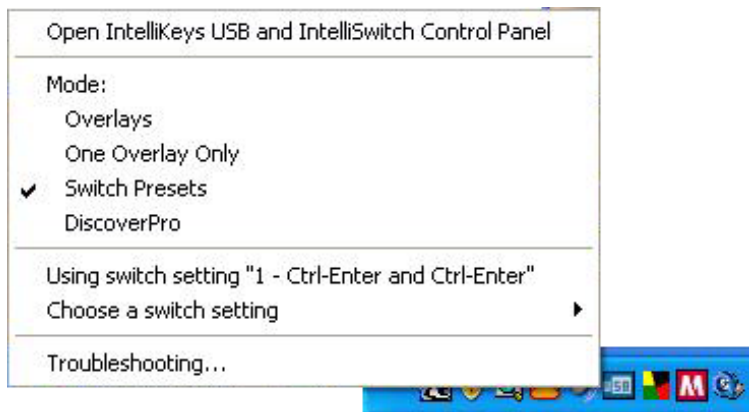 Open IntelliKeys USB and IntelliSwitch Control Panel
Mode:
Overlays
One Overlay Only
Switch Presets
DiscoverPro
Using switch setting "1 - Ctrl-Enter and Ctrl-Enter"
Choose a switch setting
Troubleshooting...
M